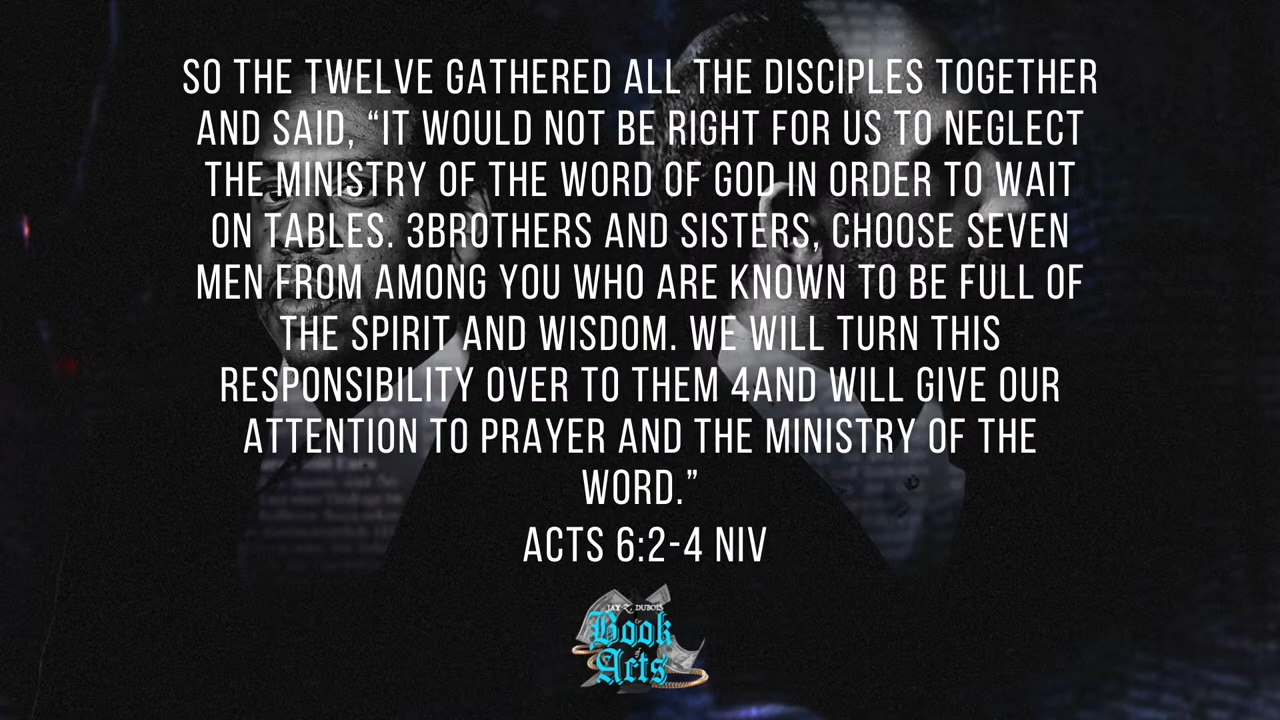 SO THE TWELVE GATHERED ALL THE DISCIPLES TOGETHER
AND SAID, “IT WOULD NOT BE RIGHT FOR US TO NEGLECT
THE MINISTRY OF THE WORD OF GOD IN ORDER TO WAIT
ON TABLES. 3BROTHERS AND SISTERS, CHOOSE SEVEN
MEN FROM AMONG YOU WHO ARE KNOWN TO BE FULL OF
THE SPIRIT AND WISDOM. WE WILL TURN THIS
RESPONSIBILITY OVER TO THEM 4AND WILL GIVE OUR
ATTENTION TO PRAYER AND THE MINISTRY OF THE
WORD.”
ACTS 6:2-4 NIV
JAY Z DUBOIS
&
Book
of
Acts